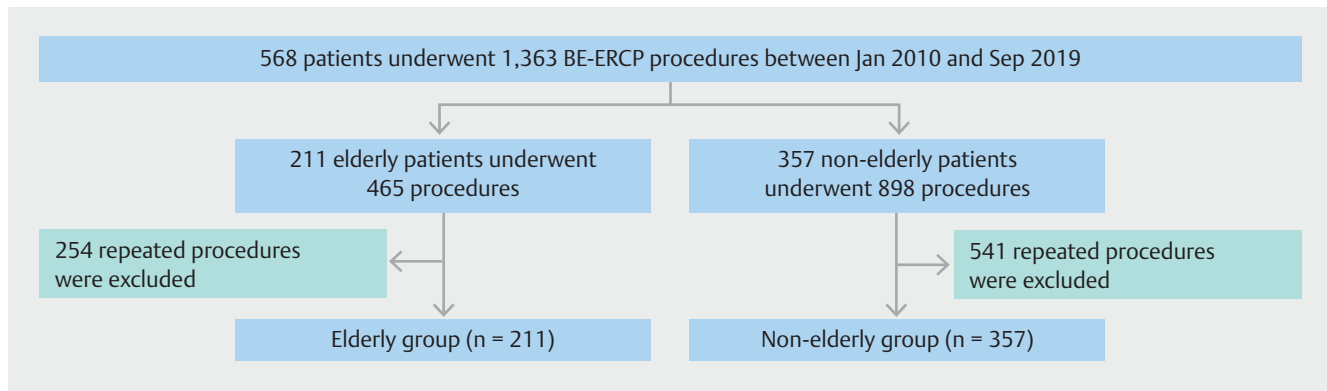 568 patients underwent 1,363 BE-ERCP procedures between Jan 2010 and Sep 2019
211 elderly patients underwent
465 procedures
357 non-elderly patients
underwent 898 procedures
254 repeated procedures
were excluded
541 repeated procedures
were excluded
Elderly group (n = 211)
Non-elderly group (n = 357)